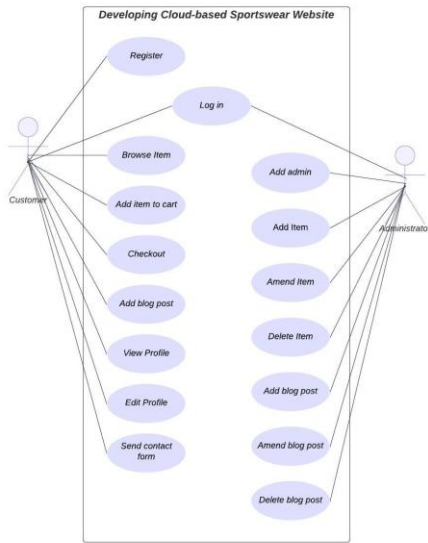 Developing Cloud-based Sportswear Website
Register
Log in
Browse Item
Add admin
Customer
Add item to cart
Add Item
Administrato
Checkout
Amend Item
Add blog post
Delete Item
View Profile
Add blog post
Edit Profile
Send contact
form
Amend blog post
Delete blog post